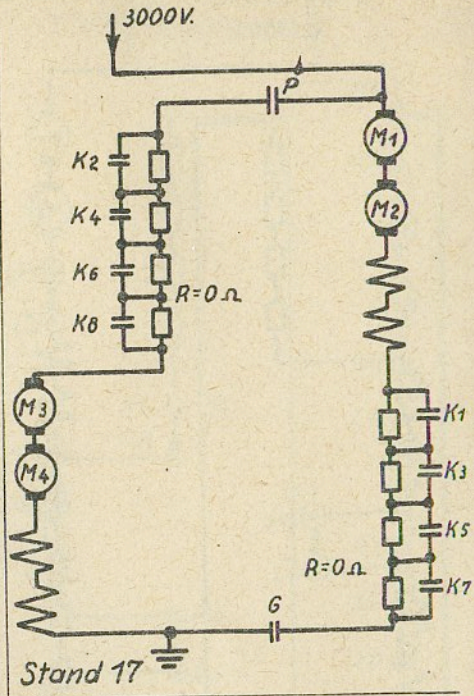 3000V.
P
M1
K2
M2
K4
K6
R=0Ω
K8
M3
K1
M4
K3
K5
R=0Ω
K7
G
Stand 17